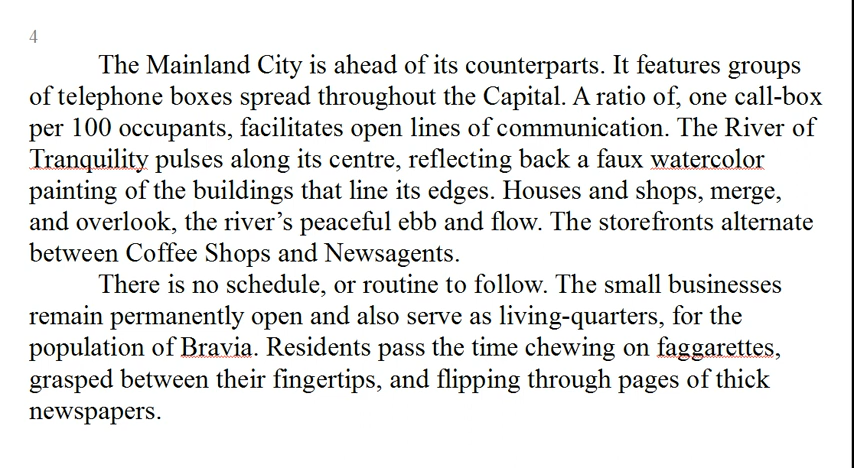 4
The Mainland City is ahead of its counterparts. It features groups
of telephone boxes spread throughout the Capital. A ratio of, one call-box
per 100 occupants, facilitates open lines of communication. The River of
Tranquility pulses along its centre, reflecting back a faux watercolor
painting of the buildings that line its edges. Houses and shops, merge,
and overlook, the river’s peaceful ebb and flow. The storefronts alternate
between Coffee Shops and Newsagents.
There is no schedule, or routine to follow. The small businesses
remain permanently open and also serve as living-quarters, for the
population of Bravia. Residents pass the time chewing on faggarettes,
grasped between their fingertips, and flipping through pages of thick
newspapers.